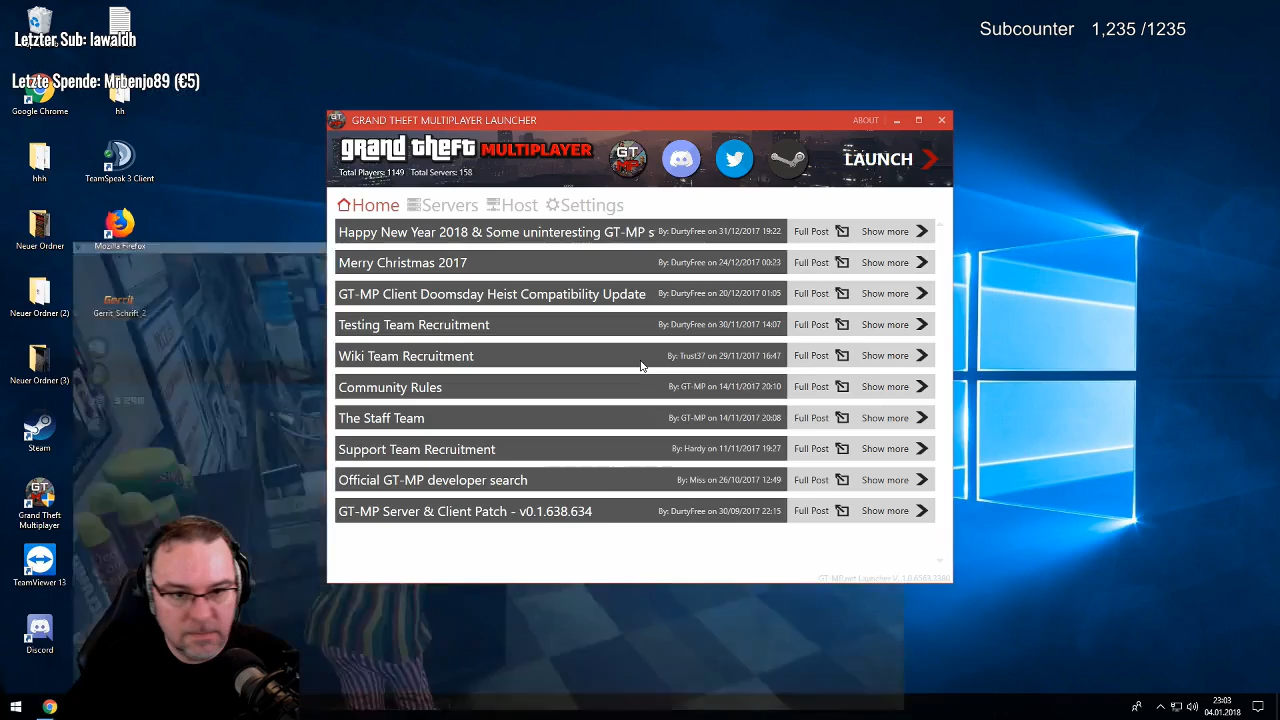 Letzter Sub: lawaldh
Letzte Spende: Mrbenjo89 (€5)
Subcounter 1,235 /1235
Google Chrome
hh
hhh
TeamSpeak 3 Client
Neuer Ordner
Mozilla Firefox
Neuer Ordner (2)
Gerrit
Gerrit Schrift 2
Neuer Ordner (3)
Steam
Grand Theft
Multiplayer
TeamViewer 13
Discord
GRAND THEFT MULTIPLAYER LAUNCHER
ABOUT
grand theft MULTIPLAYER
GT MP
LAUNCH
Total Players: 1149 Total Servers: 158
Home Servers Host Settings
Happy New Year 2018 & Some uninteresting GT-MP s By: DurtyFree on 31/12/2017 19:22 Full Post Show more
Merry Christmas 2017 By: DurtyFree on 24/12/2017 00:23 Full Post Show more
GT-MP Client Doomsday Heist Compatibility Update By: DurtyFree on 20/12/2017 01:05 Full Post Show more
Testing Team Recruitment By: DurtyFree on 30/11/2017 14:07 Full Post Show more
Wiki Team Recruitment By: Trust37 on 29/11/2017 16:47 Full Post Show more
Community Rules By: GT-MP on 14/11/2017 20:10 Full Post Show more
The Staff Team By: GT-MP on 14/11/2017 20:08 Full Post Show more
Support Team Recruitment By: Hardy on 11/11/2017 19:27 Full Post Show more
Official GT-MP developer search By: Miss on 26/10/2017 12:49 Full Post Show more
GT-MP Server & Client Patch - v0.1.638.634 By: DurtyFree on 30/09/2017 22:15 Full Post Show more
23:03
04.01.2018